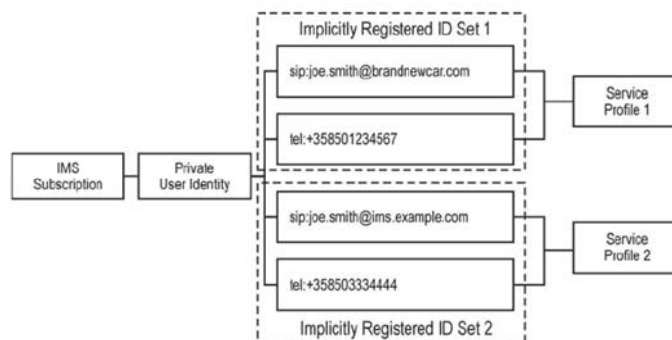 Implicitly Registered ID Set 1
sip:joe.smith@brandnewcar.com
tel:+358501234567
Service
Profile 1
IMS
Subscription
Private
User Identity
sip:joe.smith@ims.example.com
tel:+358503334444
Service
Profile 2
Implicitly Registered ID Set 2